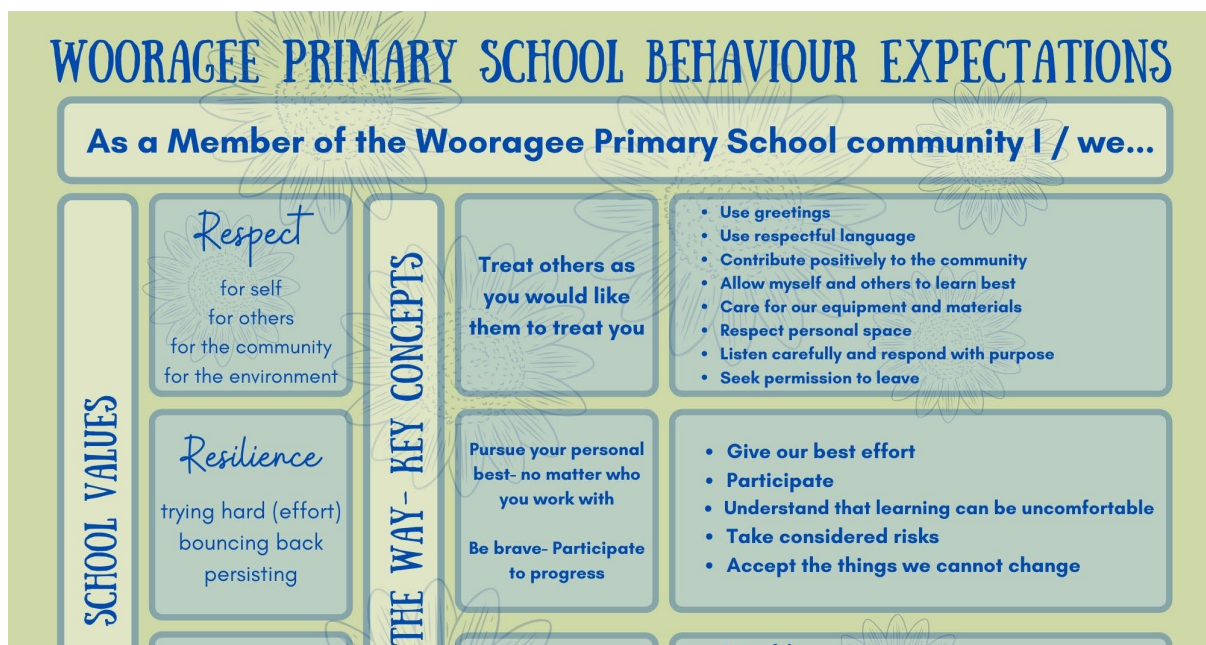 WOORAGEE PRIMARY SCHOOL BEHAVIOUR EXPECTATIONS
As a Member of the Wooragee Primary School community I / we...
SCHOOL VALUES
Respect
for self
for others
for the community
for the environment
THE WAY- KEY CONCEPTS
Treat others as
you would like
them to treat you
• Use greetings
• Use respectful language
• Contribute positively to the community
• Allow myself and others to learn best
• Care for our equipment and materials
• Respect personal space
• Listen carefully and respond with purpose
• Seek permission to leave
Resilience
trying hard (effort)
bouncing back
persisting
Pursue your personal
best- no matter who
you work with
Be brave- Participate
to progress
• Give our best effort
• Participate
• Understand that learning can be uncomfortable
• Take considered risks
• Accept the things we cannot change